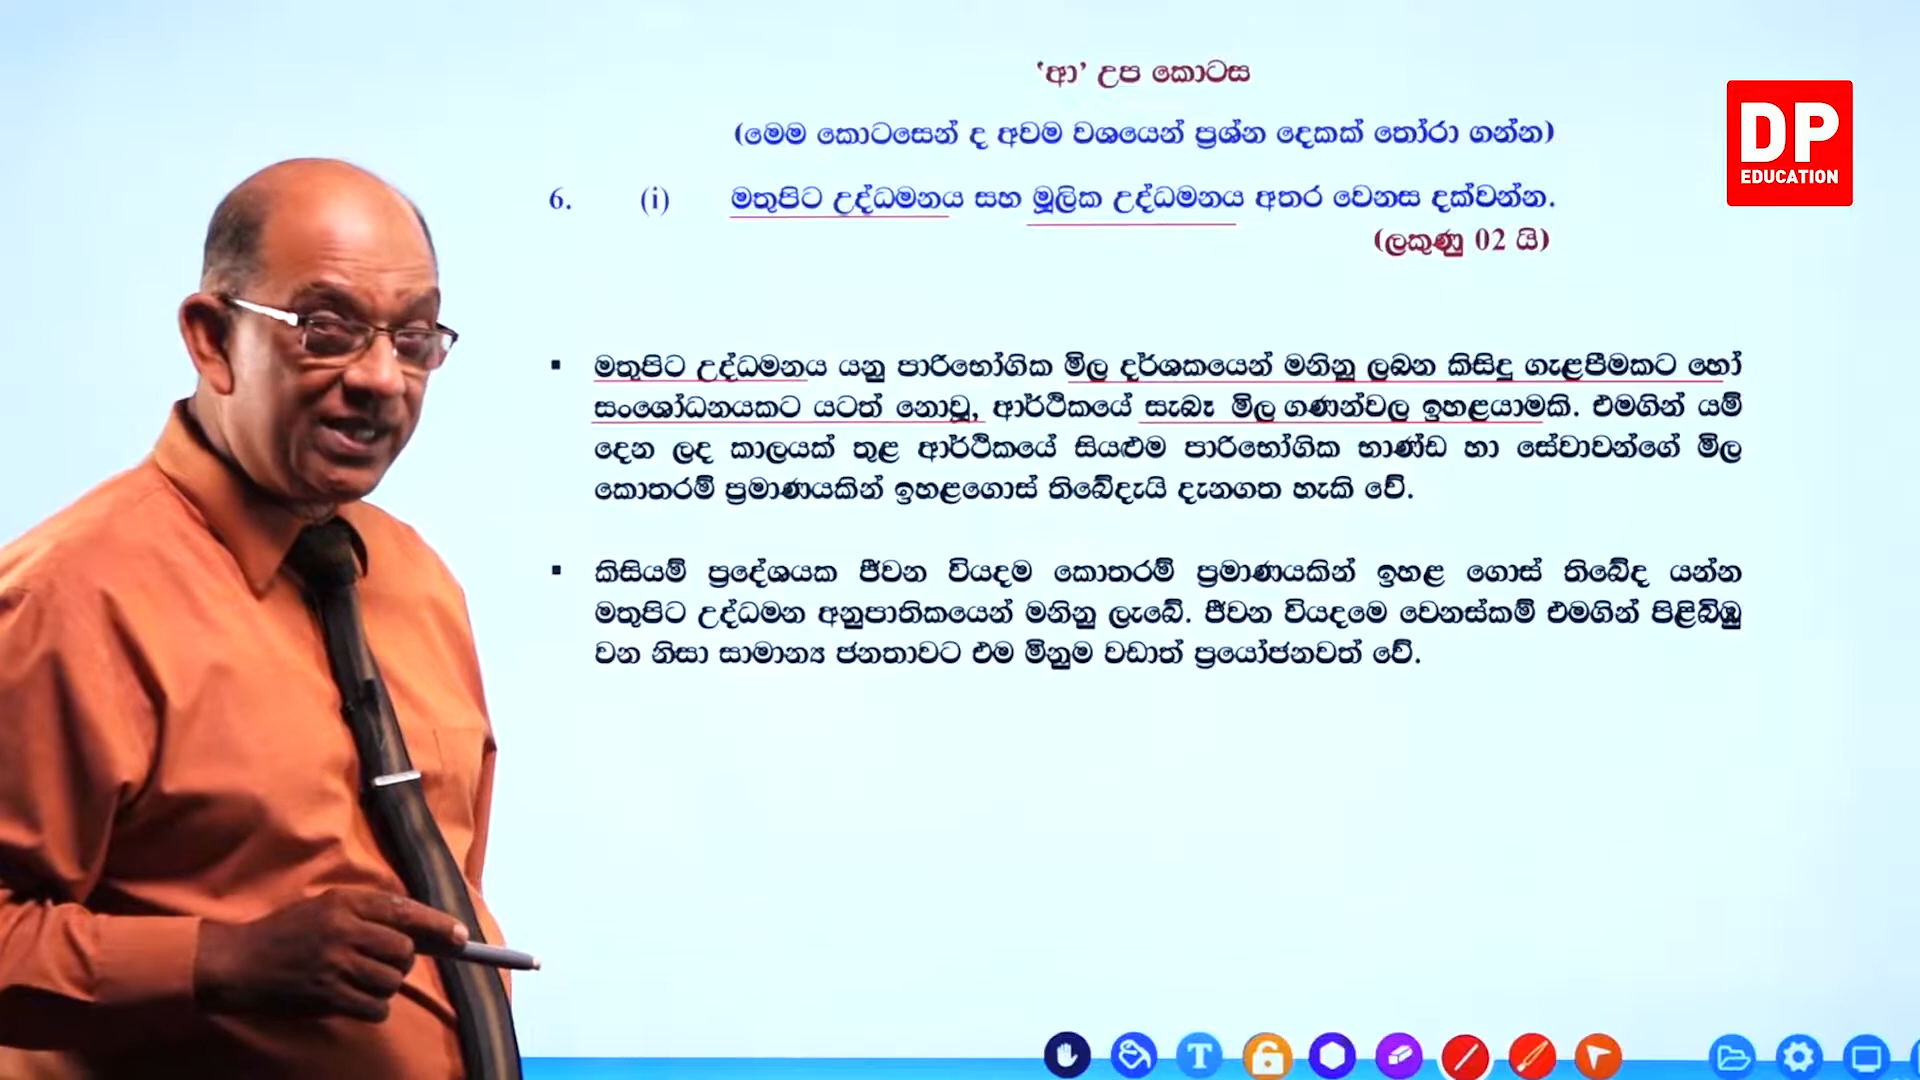 ‘ආ’ උප කොටස
(මෙම කොටසෙන් ද අවම වශයෙන් ප්‍රශ්න දෙකක් තෝරා ගන්න)
6. (i) මතුපිට උද්ධමනය සහ මූලික උද්ධමනය අතර වෙනස දක්වන්න.
(ලකුණු 02 යි)
DP
EDUCATION
▪ මතුපිට උද්ධමනය යනු පාරිභෝගික මිල දර්ශකයෙන් මනිනු ලබන කිසිදු ගැළපීමකට හෝ
සංශෝධනයකට යටත් නොවූ, ආර්ථිකයේ සැබෑ මිල ගණන්වල ඉහළයාමකි. එමගින් යම්
දෙන ලද කාලයක් තුළ ආර්ථිකයේ සියළුම පාරිභෝගික භාණ්ඩ හා සේවාවන්ගේ මිල
කොතරම් ප්‍රමාණයකින් ඉහළගොස් තිබේදැයි දැනගත හැකි වේ.
▪ කිසියම් ප්‍රදේශයක ජීවන වියදම කොතරම් ප්‍රමාණයකින් ඉහළ ගොස් තිබේද යන්න
මතුපිට උද්ධමන අනුපාතිකයෙන් මනිනු ලැබේ. ජීවන වියදමෙ වෙනස්කම් එමගින් පිළිබිඹු
වන නිසා සාමාන්‍ය ජනතාවට එම මිනුම වඩාත් ප්‍රයෝජනවත් වේ.
T